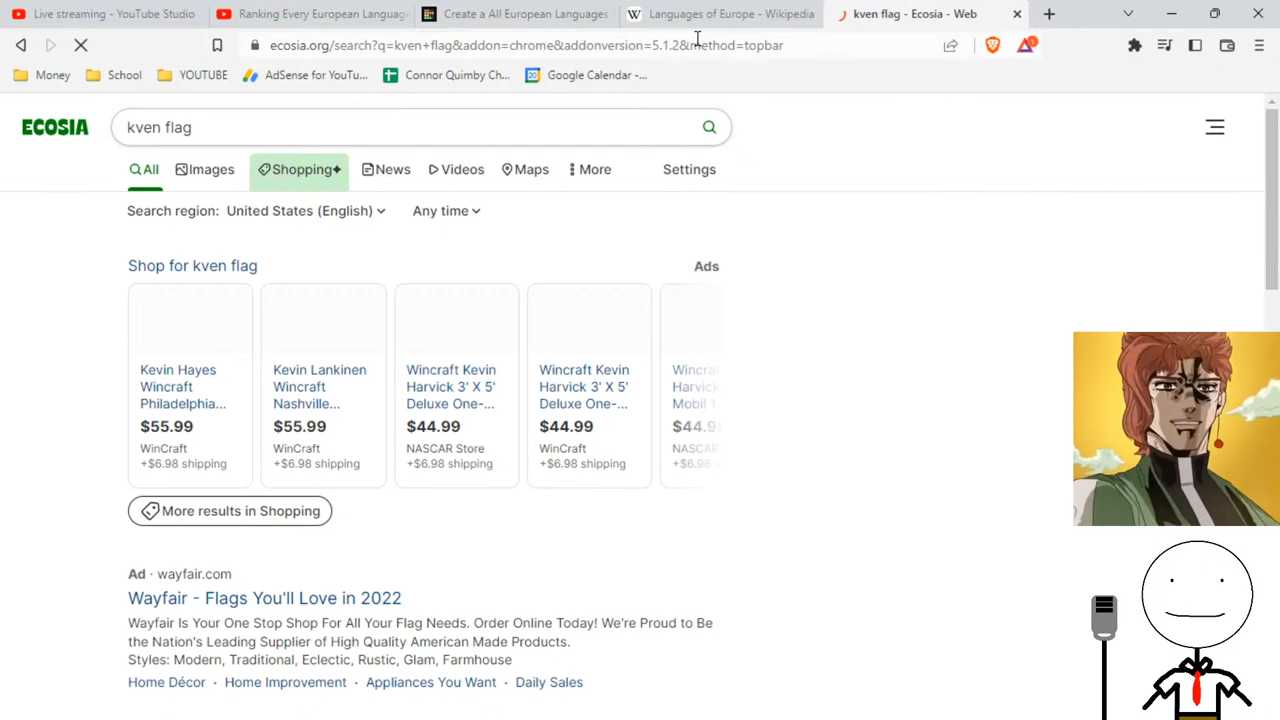 Live streaming - YouTube Studio
Ranking Every European Languag
Create a All European Languages
Languages of Europe - Wikipedia
kven flag - Ecosia - Web
ecosia.org/search?q=kven+flag&addon=chrome&addonversion=5.1.2&method=topbar
Money
School
YOUTUBE
AdSense for YouTu...
Connor Quimby Ch...
Google Calendar -...
ECOSIA
kven flag
All
Images
Shopping
News
Videos
Maps
More
Settings
Search region: United States (English)
Any time
Shop for kven flag
Ads
Kevin Hayes
Wincraft
Philadelphia...
$55.99
WinCraft
+$6.98 shipping
Kevin Lankinen
Wincraft
Nashville...
$55.99
WinCraft
+$6.98 shipping
Wincraft Kevin
Harvick 3' X 5'
Deluxe One-...
$44.99
NASCAR Store
+$6.98 shipping
Wincraft Kevin
Harvick 3' X 5'
Deluxe One-...
$44.99
WinCraft
+$6.98 shipping
Wincra
Harvick
Mobil 1
$44.9
NASCAR
+$6.98
More results in Shopping
Ad · wayfair.com
Wayfair - Flags You'll Love in 2022
Wayfair Is Your One Stop Shop For All Your Flag Needs. Order Online Today! We're Proud to Be
the Nation's Leading Supplier of High Quality American Made Products.
Styles: Modern, Traditional, Eclectic, Rustic, Glam, Farmhouse
Home Décor · Home Improvement · Appliances You Want · Daily Sales